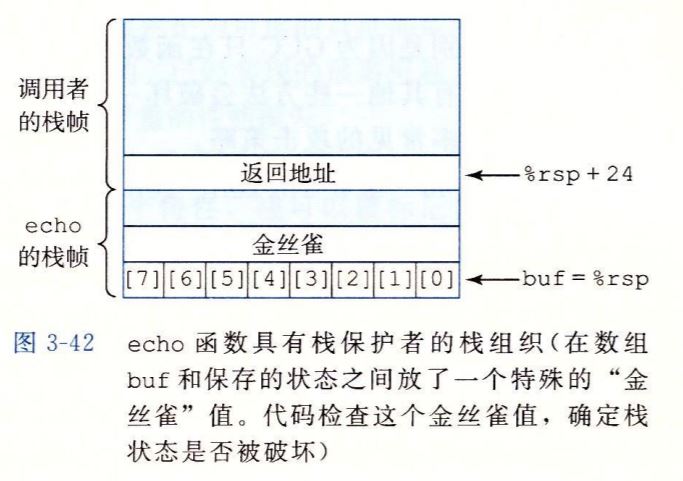 调用者
的栈帧
返回地址
%rsp + 24
echo
的栈帧
金丝雀
[7] [6] [5] [4] [3] [2] [1] [0]
buf = %rsp
图 3-42 echo 函数具有栈保护者的栈组织(在数组
buf 和保存的状态之间放了一个特殊的“金
丝雀”值。代码检查这个金丝雀值，确定栈
状态是否被破坏)